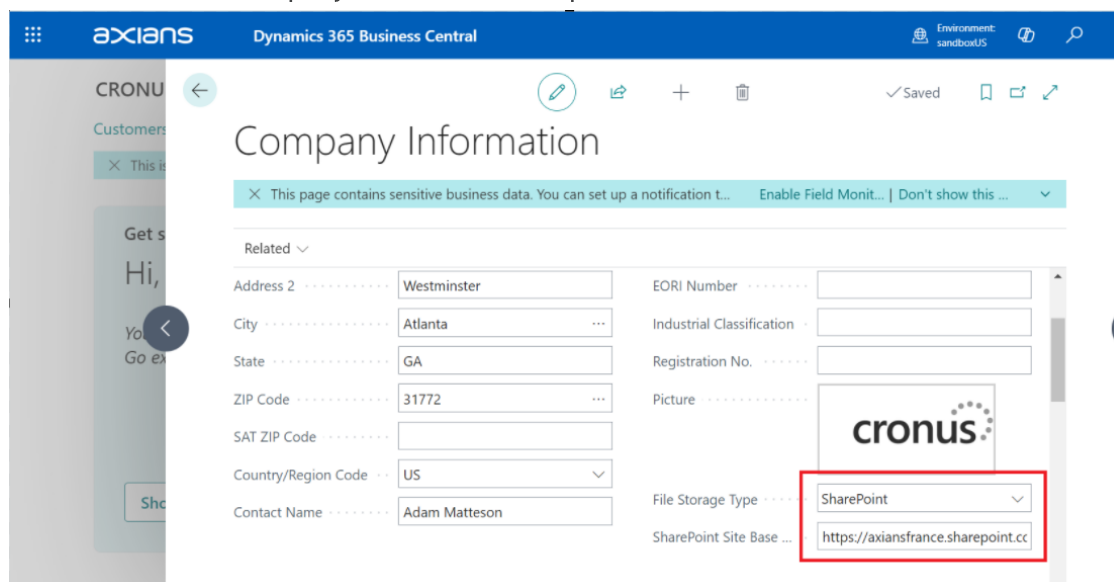 axians
Dynamics 365 Business Central
Environment:
sandboxUS
CRONU
Saved
Customers
Company Information
This is
This page contains sensitive business data. You can set up a notification t...
Enable Field Monit... | Don't show this ...
Get s
Related
Hi,
Address 2
Westminster
EORI Number
Yo
City
Atlanta
Industrial Classification
Go ex
State
GA
Registration No.
ZIP Code
31772
Picture
cronus
SAT ZIP Code
Country/Region Code
US
Sho
File Storage Type
SharePoint
Contact Name
Adam Matteson
SharePoint Site Base ...
https://axiansfrance.sharepoint.cc